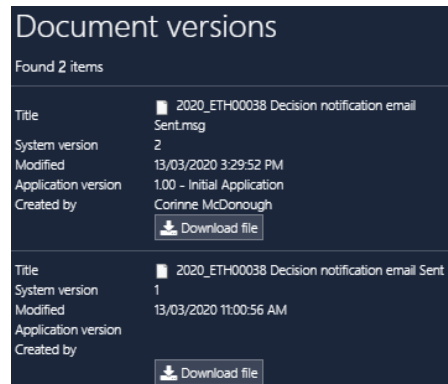 Document versions
Found 2 items
Title 2020_ETH00038 Decision notification email
Sent.msg
System version 2
Modified 13/03/2020 3:29:52 PM
Application version 1.00 - Initial Application
Created by Corinne McDonough
Download file
Title 2020_ETH00038 Decision notification email Sent
System version 1
Modified 13/03/2020 11:00:56 AM
Application version
Created by
Download file